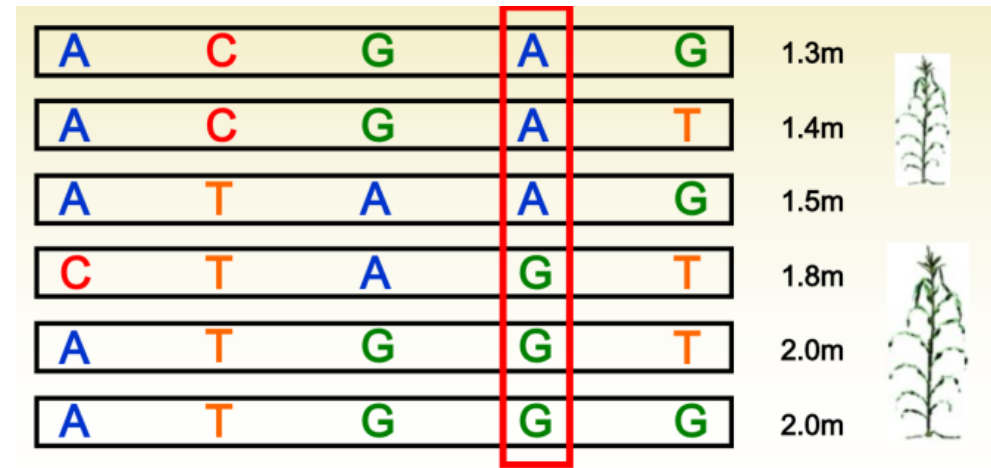 A C G A G 1.3m
A C G A T 1.4m
A T A A G 1.5m
C T A G T 1.8m
A T G G T 2.0m
A T G G G 2.0m